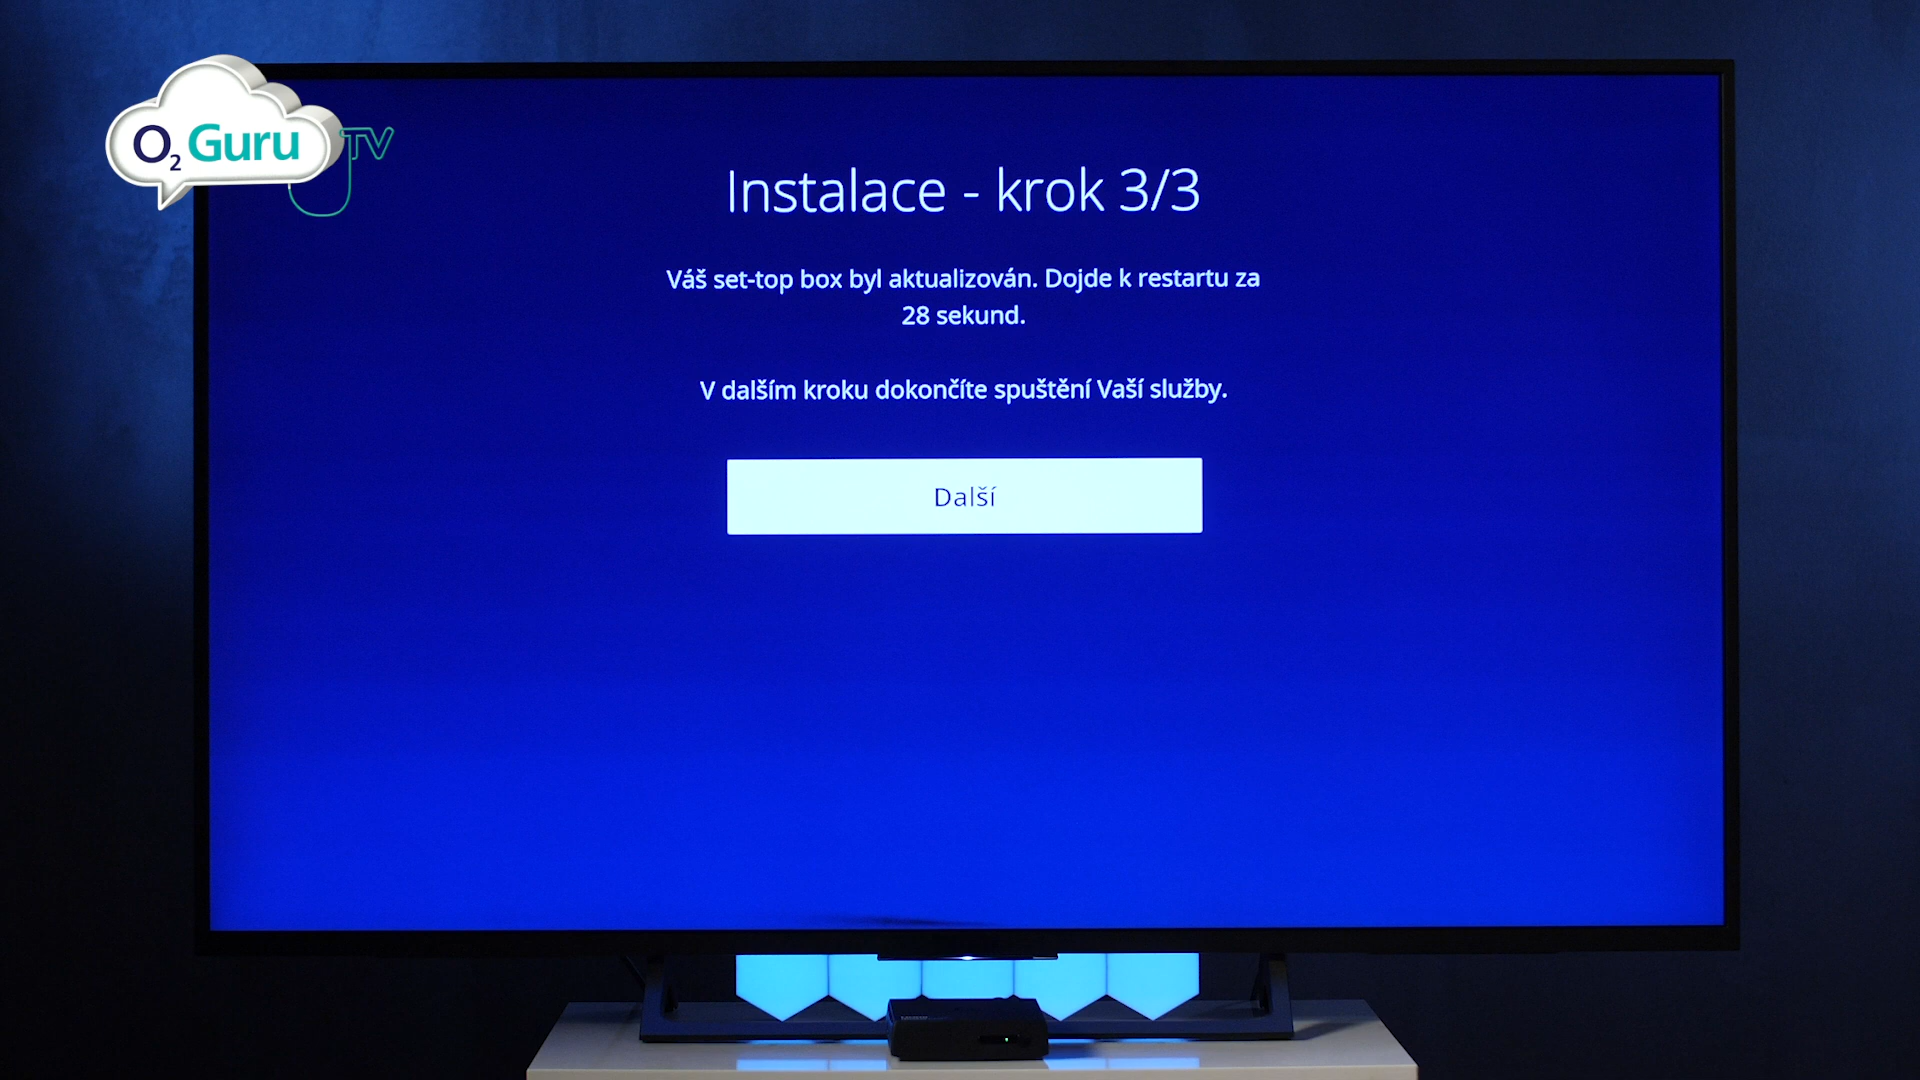 O2 Guru
TV
Instalace - krok 3/3
Váš set-top box byl aktualizován. Dojde k restartu za
28 sekund.
V dalším kroku dokončíte spuštění Vaší služby.
Další